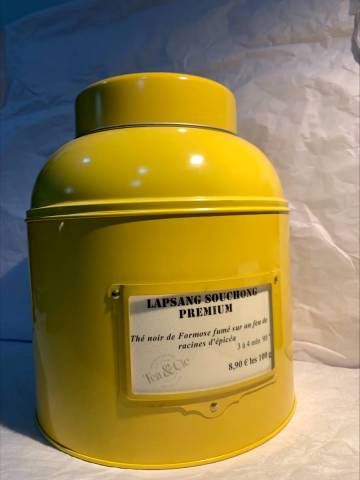 LAPSANG SOUCHONG
PREMIUM
Thé noir de Formose fumé sur un feu de
racines d'épicéa
3 à 4 min 90°
8,90 € les 100 g
Tea&Cie